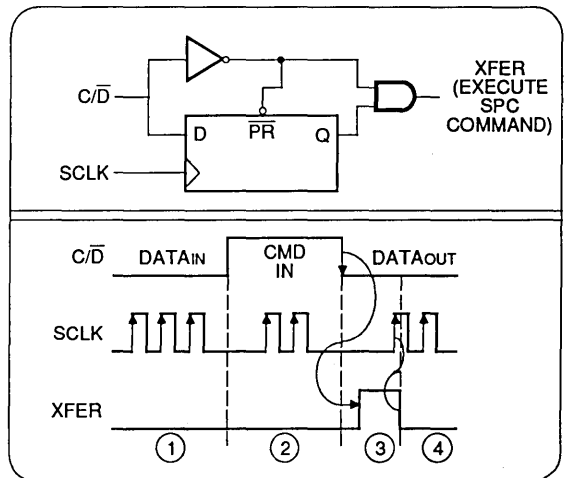 XFER
(EXECUTE
SPC
COMMAND)
C/D̅
D P̅R̅ Q
SCLK
C/D̅ DATAIN CMD IN DATAOUT
SCLK
XFER
① ② ③ ④